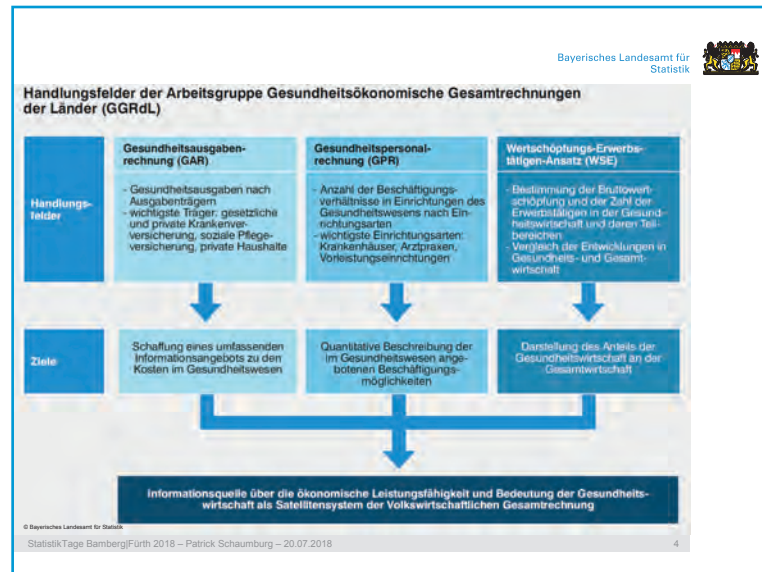 Bayerisches Landesamt für
Statistik
Handlungsfelder der Arbeitsgruppe Gesundheitsökonomische Gesamtrechnungen
der Länder (GGRdL)
Handlungs-
felder
Gesundheitsausgaben-
rechnung (GAR)
- Gesundheitsausgaben nach
Ausgabenträgern
- wichtigste Träger: gesetzliche
und private Krankenver-
versicherung, soziale Pflege-
versicherung, private Haushalte
Gesundheitspersonal-
rechnung (GPR)
- Anzahl der Beschäftigungs-
verhältnisse in Einrichtungen des
Gesundheitswesens nach Ein-
richtungsarten
- wichtigste Einrichtungsarten:
Krankenhäuser, Arztpraxen,
Vorleistungseinrichtungen
Wertschöpfungs-Erwerbs-
tätigen-Ansatz (WSE)
- Bestimmung der Bruttowert-
schöpfung und der Zahl der
Erwerbstätigen in der Gesund-
heitswirtschaft und deren Teil-
bereichen
- Vergleich der Entwicklungen in
Gesundheits- und Gesamt-
wirtschaft
Ziele
Schaffung eines umfassenden
Informationsangebots zu den
Kosten im Gesundheitswesen
Quantitative Beschreibung der
im Gesundheitswesen ange-
botenen Beschäftigungs-
möglichkeiten
Darstellung des Anteils der
Gesundheitswirtschaft an der
Gesamtwirtschaft
Informationsquelle über die ökonomische Leistungsfähigkeit und Bedeutung der Gesundheits-
wirtschaft als Satellitensystem der Volkswirtschaftlichen Gesamtrechnung
© Bayerisches Landesamt für Statistik
StatistikTage Bamberg|Fürth 2018 – Patrick Schaumburg – 20.07.2018
4